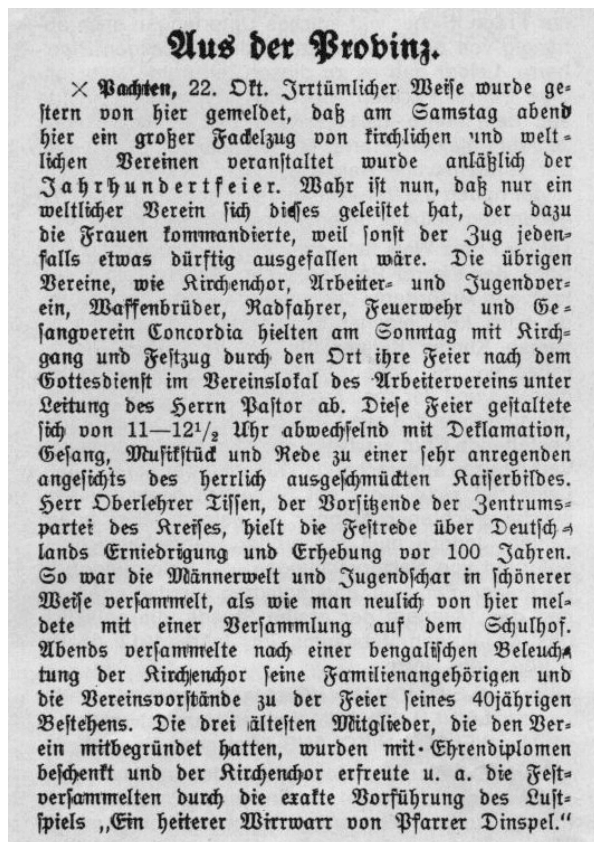 Aus der Provinz.
× Pachten, 22. Okt. Irrtümlicher Weise wurde ge-
stern von hier gemeldet, daß am Samstag abend
hier ein großer Fackelzug von kirchlichen und welt-
lichen Vereinen veranstaltet wurde anläßlich der
Jahrhundertfeier. Wahr ist nun, daß nur ein
weltlicher Verein sich dieses geleistet hat, der dazu
die Frauen kommandierte, weil sonst der Zug jeden-
falls etwas dürftig ausgefallen wäre. Die übrigen
Vereine, wie Kirchenchor, Arbeiter- und Jugendver-
ein, Waffenbrüder, Radfahrer, Feuerwehr und Ge-
sangverein Concordia hielten am Sonntag mit Kirch-
gang und Festzug durch den Ort ihre Feier nach dem
Gottesdienst im Vereinslokal des Arbeitervereins unter
Leitung des Herrn Pastor ab. Diese Feier gestaltete
sich von 11—12½ Uhr abwechselnd mit Deklamation,
Gesang, Musikstück und Rede zu einer sehr anregenden
angesichts des herrlich ausgeschmückten Kaiserbildes.
Herr Oberlehrer Tissen, der Vorsitzende der Zentrums-
partei des Kreises, hielt die Festrede über Deutsch-
lands Erniedrigung und Erhebung vor 100 Jahren.
So war die Männerwelt und Jugendschar in schönerer
Weise versammelt, als wie man neulich von hier mel-
dete mit einer Versammlung auf dem Schulhof.
Abends versammelte nach einer bengalischen Beleuch-
tung der Kirchenchor seine Familienangehörigen und
die Vereinsvorstände zu der Feier seines 40jährigen
Bestehens. Die drei ältesten Mitglieder, die den Ver-
ein mitbegründet hatten, wurden mit Ehrendiplomen
beschenkt und der Kirchenchor erfreute u. a. die Fest-
versammelten durch die exakte Vorführung des Lust-
spiels „Ein heiterer Wirrwarr von Pfarrer Dinspel."